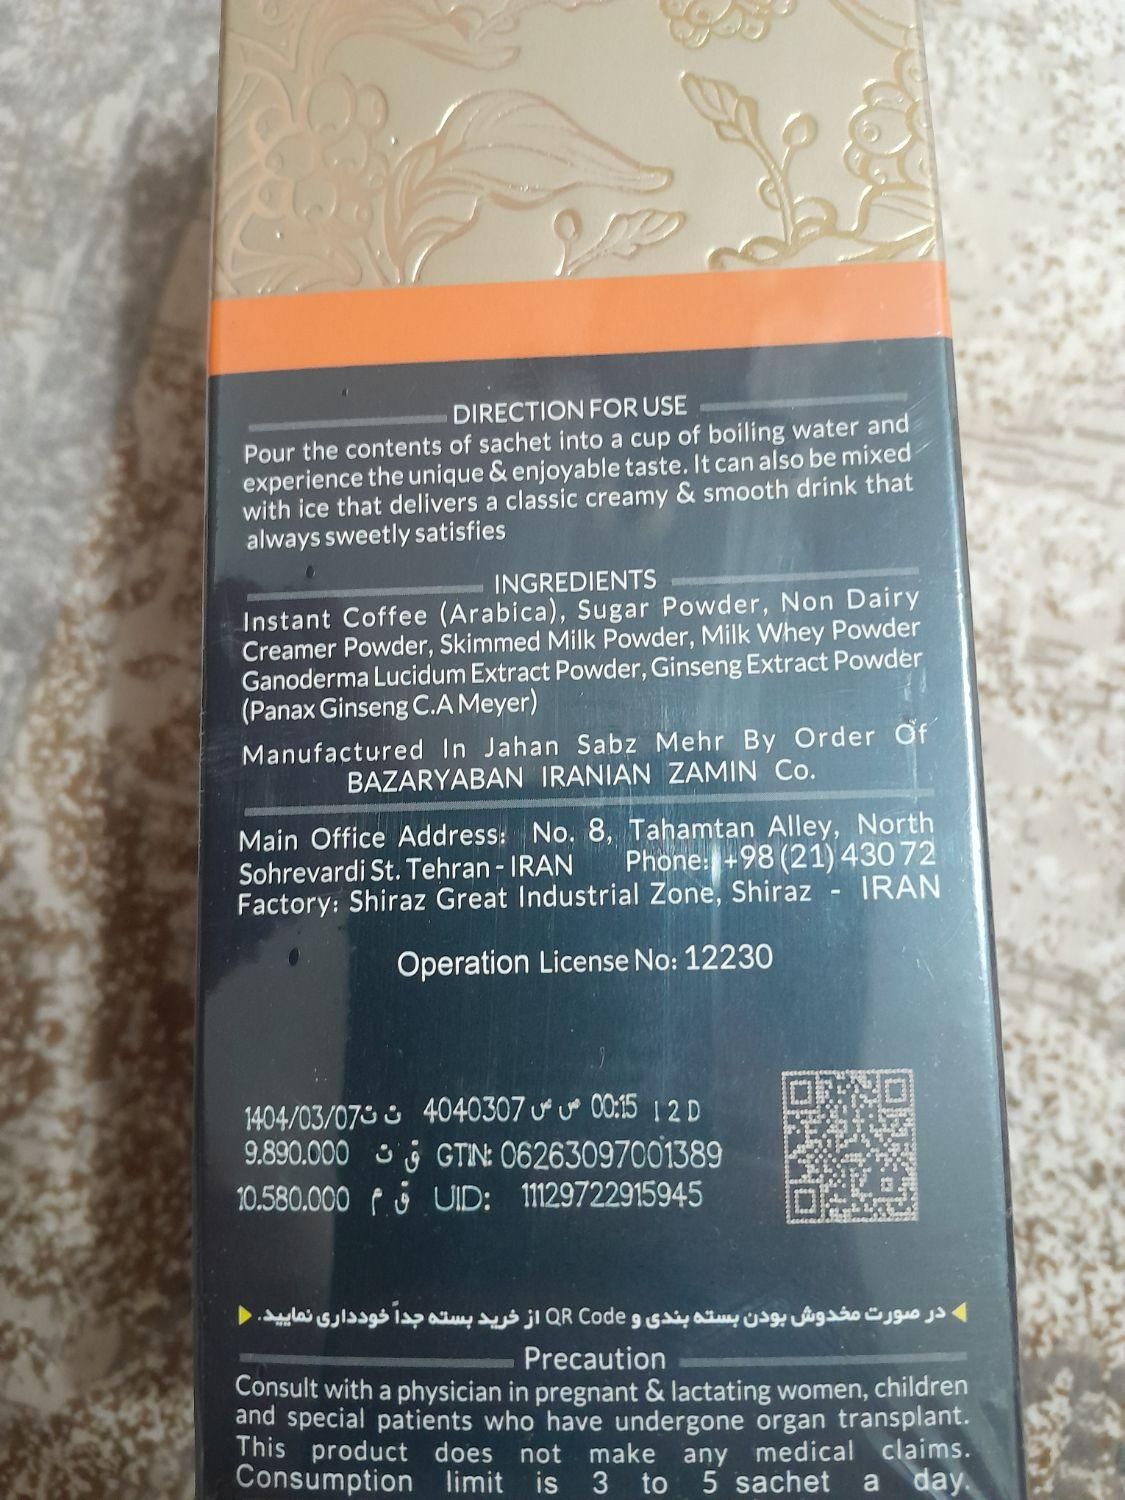 DIRECTION FOR USE
Pour the contents of sachet into a cup of boiling water and
experience the unique & enjoyable taste. It can also be mixed
with ice that delivers a classic creamy & smooth drink that
always sweetly satisfies
INGREDIENTS
Instant Coffee (Arabica), Sugar Powder, Non Dairy
Creamer Powder, Skimmed Milk Powder, Milk Whey Powder
Ganoderma Lucidum Extract Powder, Ginseng Extract Powder
(Panax Ginseng C.A Meyer)
Manufactured In Jahan Sabz Mehr By Order Of
BAZARYABAN IRANIAN ZAMIN Co.
Main Office Address: No. 8, Tahamtan Alley, North
Sohrevardi St. Tehran - IRAN Phone: +98 (21) 430 72
Factory: Shiraz Great Industrial Zone, Shiraz - IRAN
Operation License No: 12230
1404/03/07 ت ت 4040307 س س 00:15 12D
9.890.000 ق ت GTIN: 06263097001389
10.580.000 ق م UID: 11129722915945
در صورت مخدوش بودن بسته بندی و QR Code از خرید بسته جداً خودداری نمایید.
Precaution
Consult with a physician in pregnant & lactating women, children
and special patients who have undergone organ transplant.
This product does not make any medical claims.
Consumption limit is 3 to 5 sachet a day.